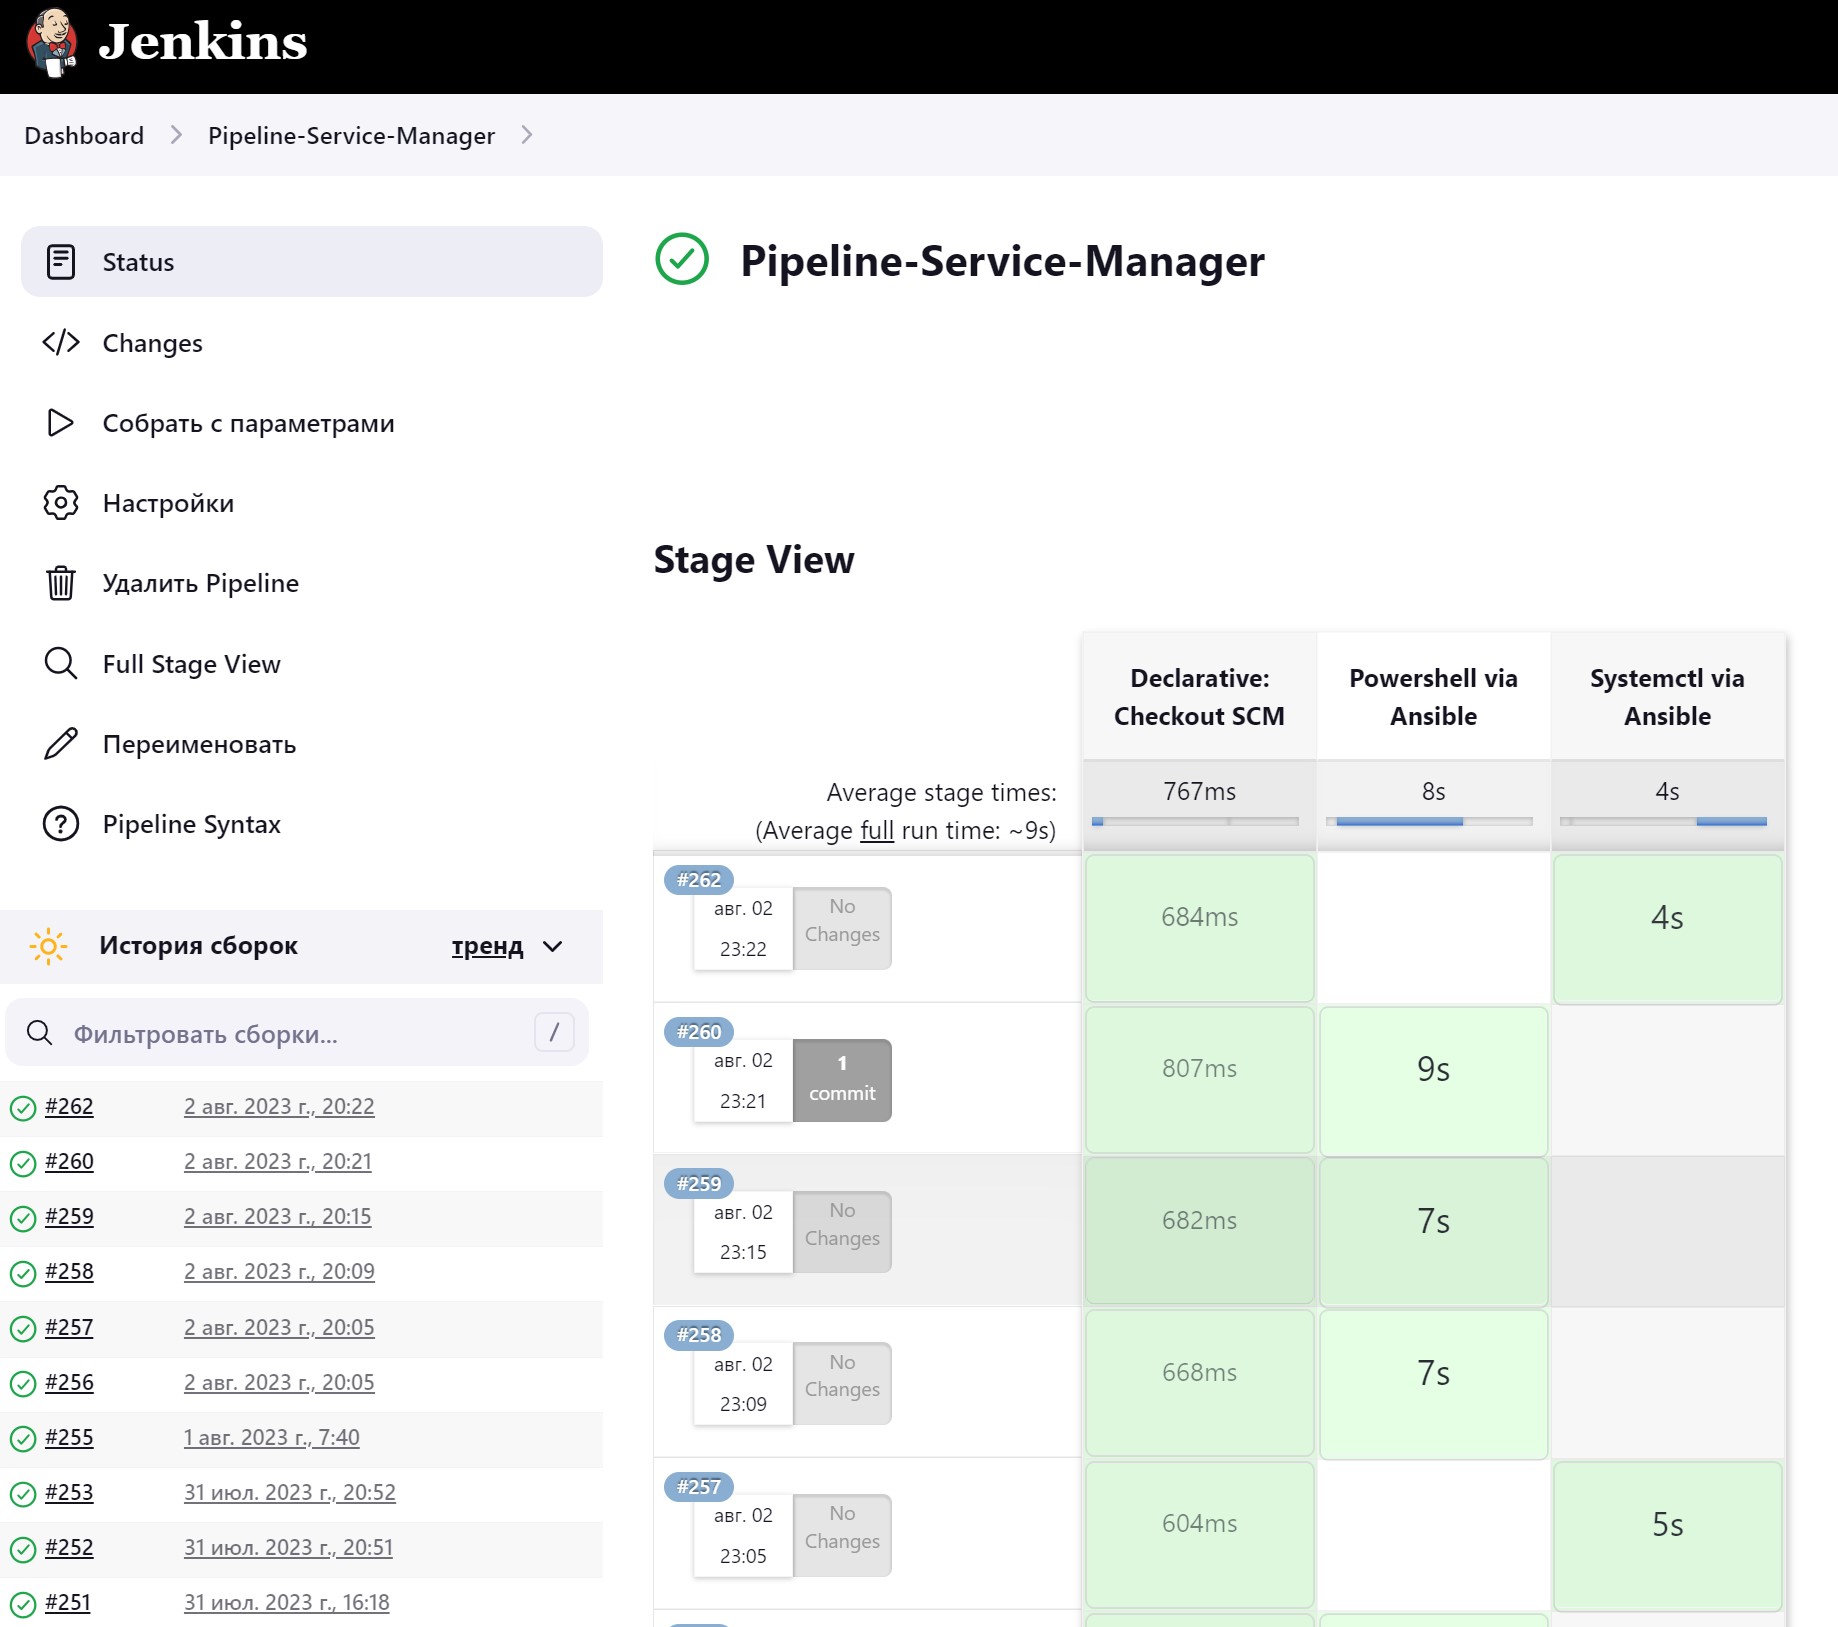 Jenkins
Dashboard
Pipeline-Service-Manager
Status
Changes
Собрать с параметрами
Настройки
Удалить Pipeline
Full Stage View
Переименовать
Pipeline Syntax
История сборок
тренд
Фильтровать сборки...
/
#262 2 авг. 2023 г., 20:22
#260 2 авг. 2023 г., 20:21
#259 2 авг. 2023 г., 20:15
#258 2 авг. 2023 г., 20:09
#257 2 авг. 2023 г., 20:05
#256 2 авг. 2023 г., 20:05
#255 1 авг. 2023 г., 7:40
#253 31 июл. 2023 г., 20:52
#252 31 июл. 2023 г., 20:51
#251 31 июл. 2023 г., 16:18
Pipeline-Service-Manager
Stage View
Declarative:
Checkout SCM
Powershell via
Ansible
Systemctl via
Ansible
Average stage times:
(Average full run time: ~9s)
767ms
8s
4s
#262
авг. 02
23:22
No
Changes
684ms
4s
#260
авг. 02
23:21
1
commit
807ms
9s
#259
авг. 02
23:15
No
Changes
682ms
7s
#258
авг. 02
23:09
No
Changes
668ms
7s
#257
авг. 02
23:05
No
Changes
604ms
5s